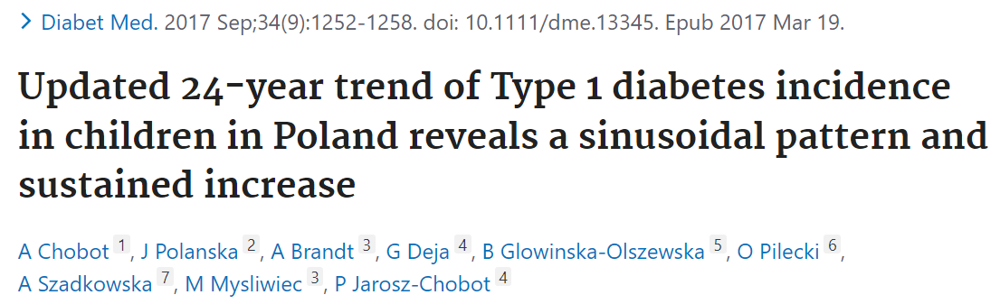 > Diabet Med. 2017 Sep;34(9):1252-1258. doi: 10.1111/dme.13345. Epub 2017 Mar 19.
Updated 24-year trend of Type 1 diabetes incidence
in children in Poland reveals a sinusoidal pattern and
sustained increase
A Chobot 1, J Polanska 2, A Brandt 3, G Deja 4, B Glowinska-Olszewska 5, O Pilecki 6,
A Szadkowska 7, M Mysliwiec 3, P Jarosz-Chobot 4